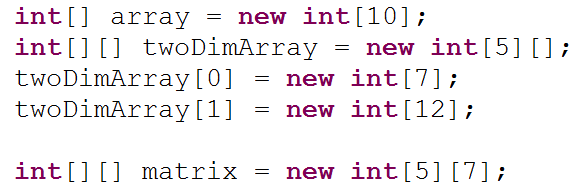 int[] array = new int[10];
int[][] twoDimArray = new int[5][];
twoDimArray[0] = new int[7];
twoDimArray[1] = new int[12];
int[][] matrix = new int[5][7];